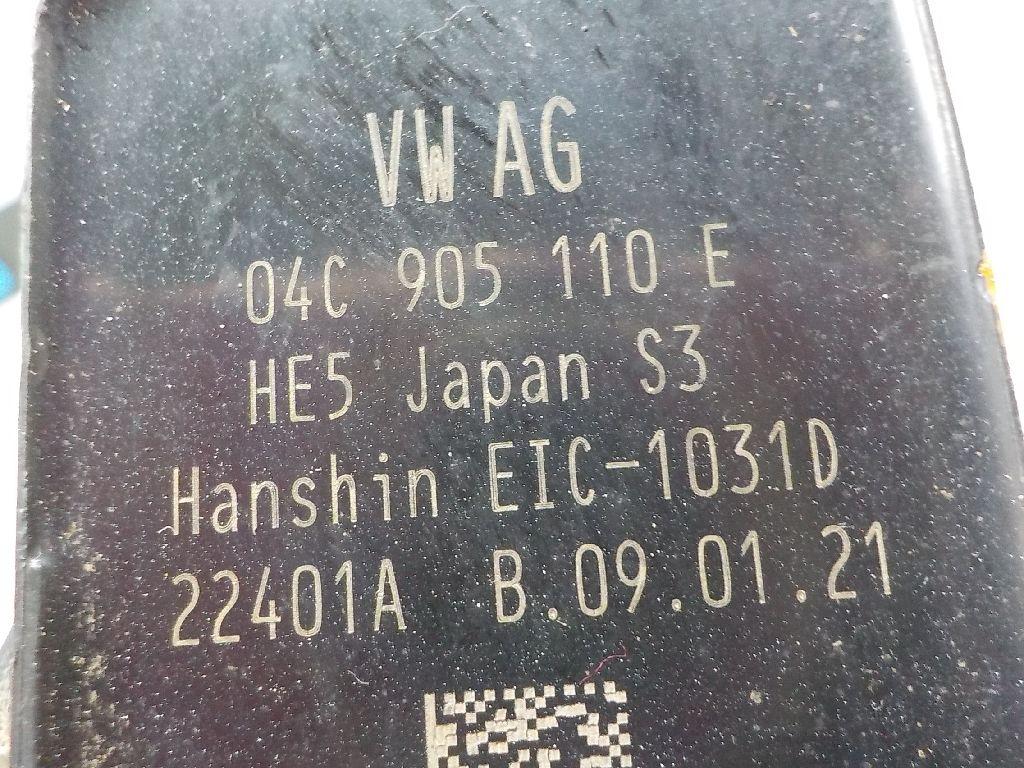 VW AG
04C 905 110 E
HE5 Japan S3
Hanshin EIC-1031D
22401A B.09.01.21